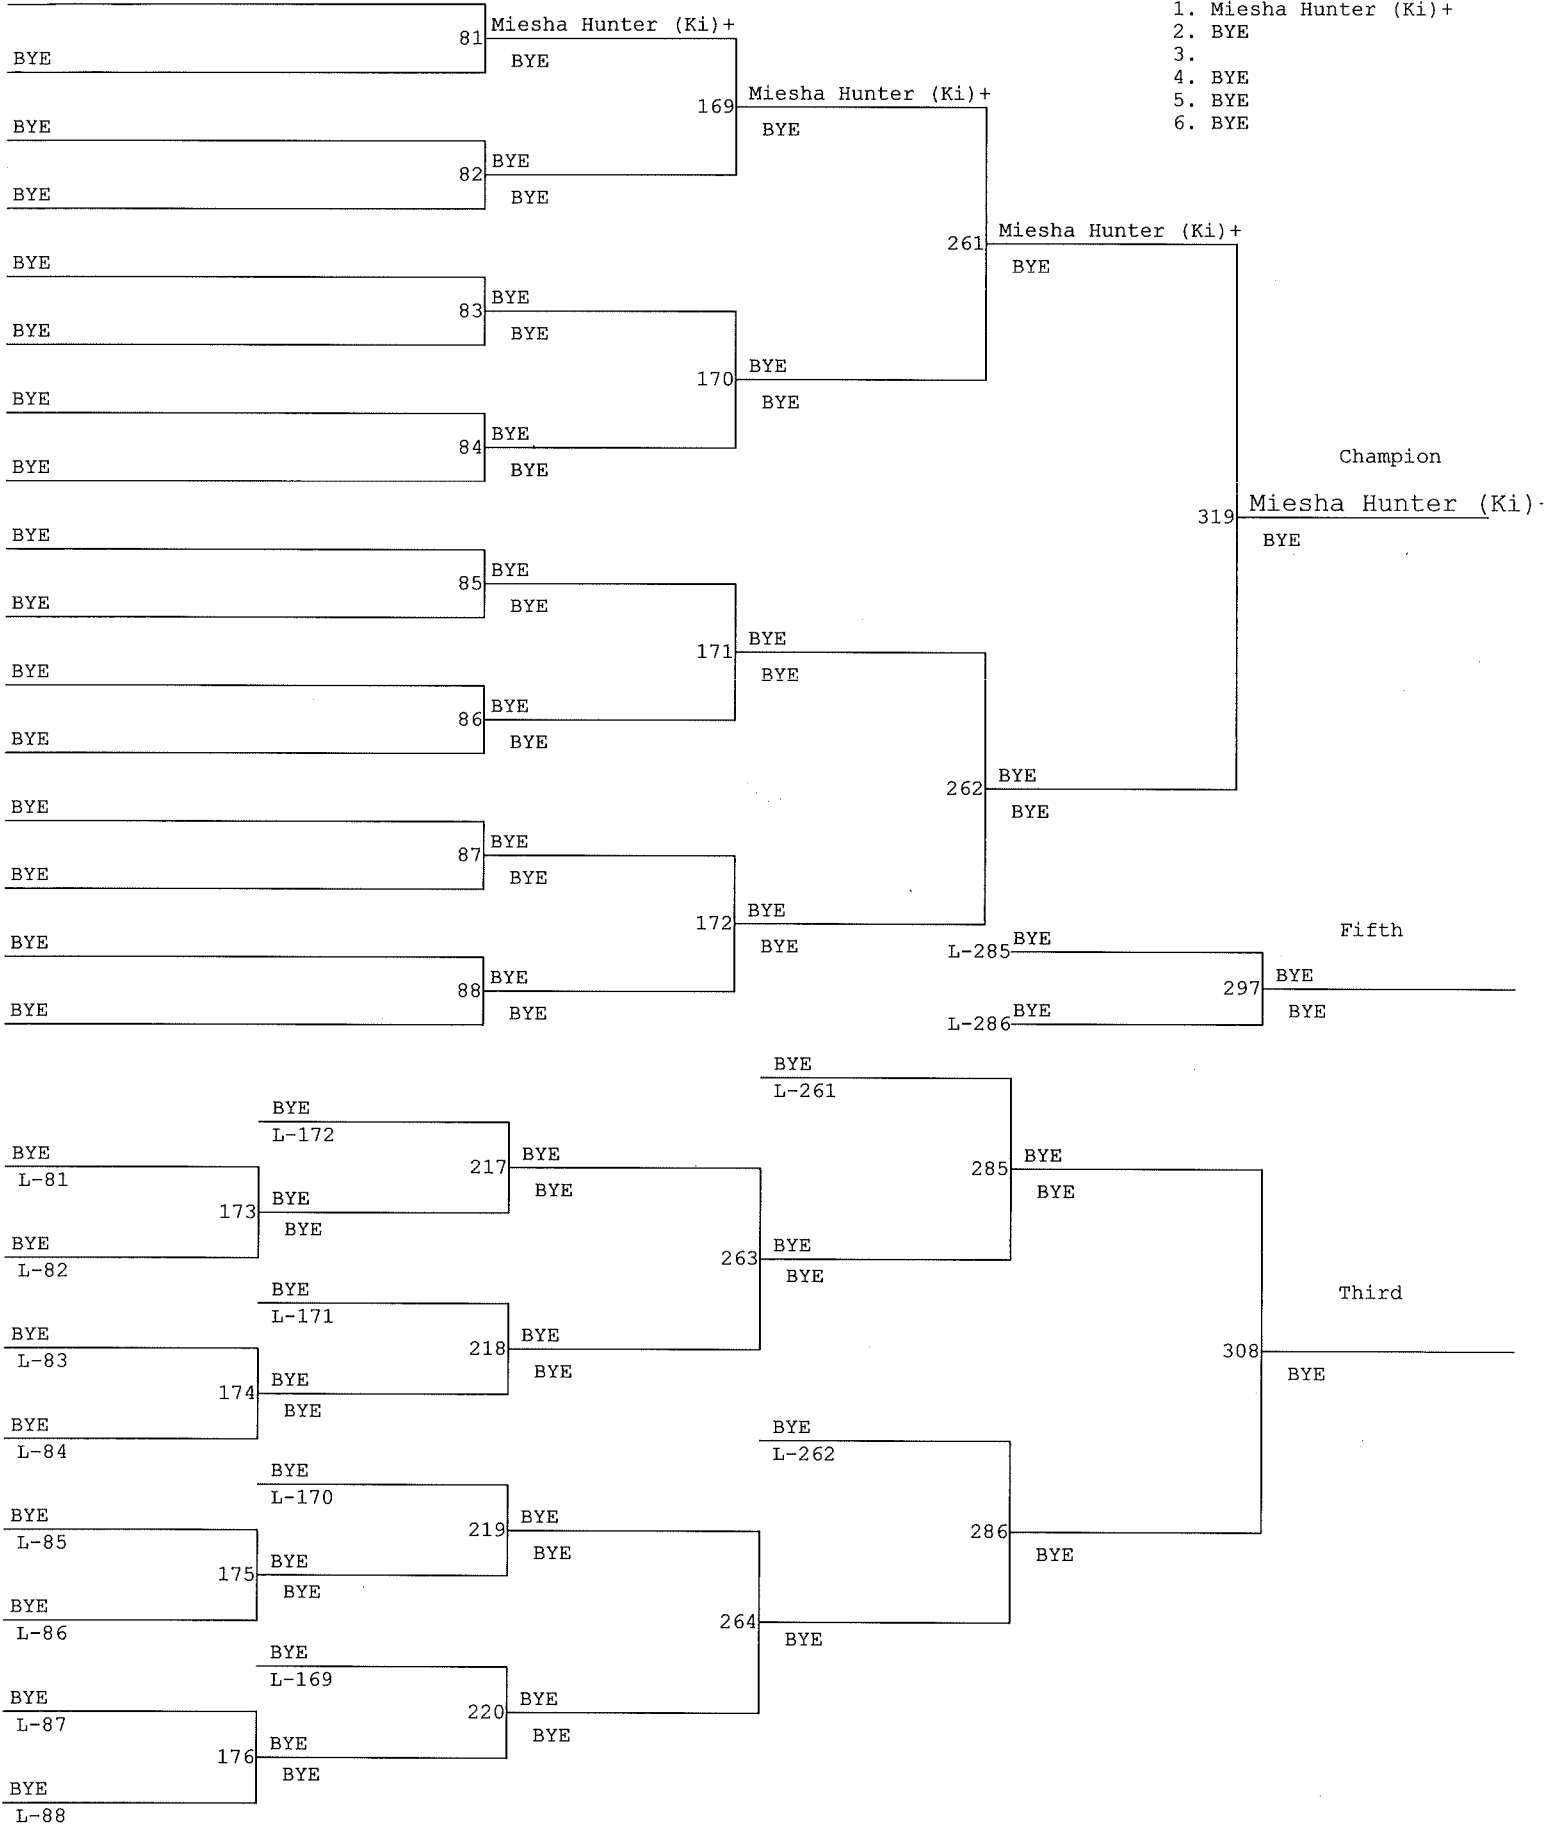 1. Miesha Hunter (Ki)+
2. BYE
3.
4. BYE
5. BYE
6. BYE
81 Miesha Hunter (Ki)+
BYE
BYE
169 Miesha Hunter (Ki)+
BYE
BYE
82 BYE
BYE
BYE
261 Miesha Hunter (Ki)+
BYE
BYE
83 BYE
BYE
BYE
170 BYE
BYE
BYE
84 BYE
BYE
BYE
Champion
319 Miesha Hunter (Ki)-
BYE
BYE
85 BYE
BYE
BYE
171 BYE
BYE
BYE
86 BYE
BYE
BYE
262 BYE
BYE
BYE
87 BYE
BYE
BYE
172 BYE
BYE
BYE
88 BYE
BYE
BYE
Fifth
L-285 BYE
297 BYE
BYE
L-286 BYE
BYE
L-261
BYE
L-172
BYE
L-81
217 BYE
BYE
285 BYE
BYE
173 BYE
BYE
BYE
L-82
263 BYE
BYE
BYE
L-171
Third
BYE
L-83
218 BYE
BYE
308
BYE
174 BYE
BYE
BYE
L-84
BYE
L-262
BYE
L-170
BYE
L-85
219 BYE
BYE
286
BYE
175 BYE
BYE
BYE
L-86
264
BYE
BYE
L-169
BYE
L-87
220 BYE
BYE
176 BYE
BYE
BYE
L-88